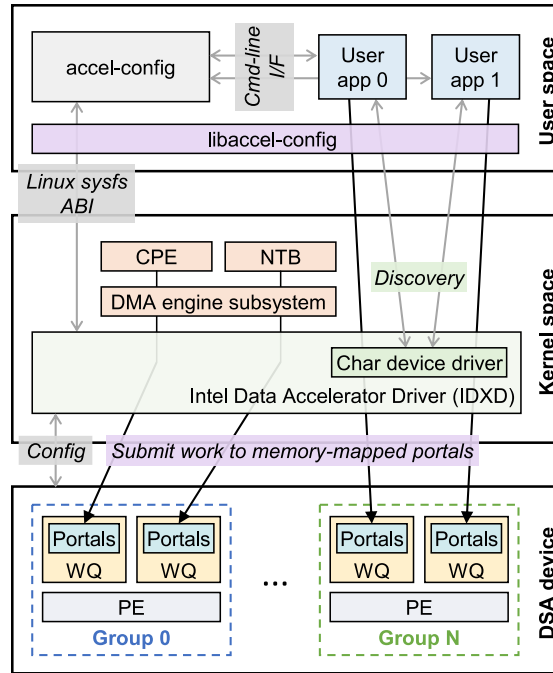 accel-config
Cmd-line
I/F
User
app 0
User
app 1
User space
libaccel-config
Linux sysfs
ABI
CPE
NTB
DMA engine subsystem
Discovery
Kernel space
Char device driver
Intel Data Accelerator Driver (IDXD)
Config
Submit work to memory-mapped portals
Portals
WQ
Portals
WQ
PE
Group 0
...
Portals
WQ
Portals
WQ
PE
Group N
DSA device